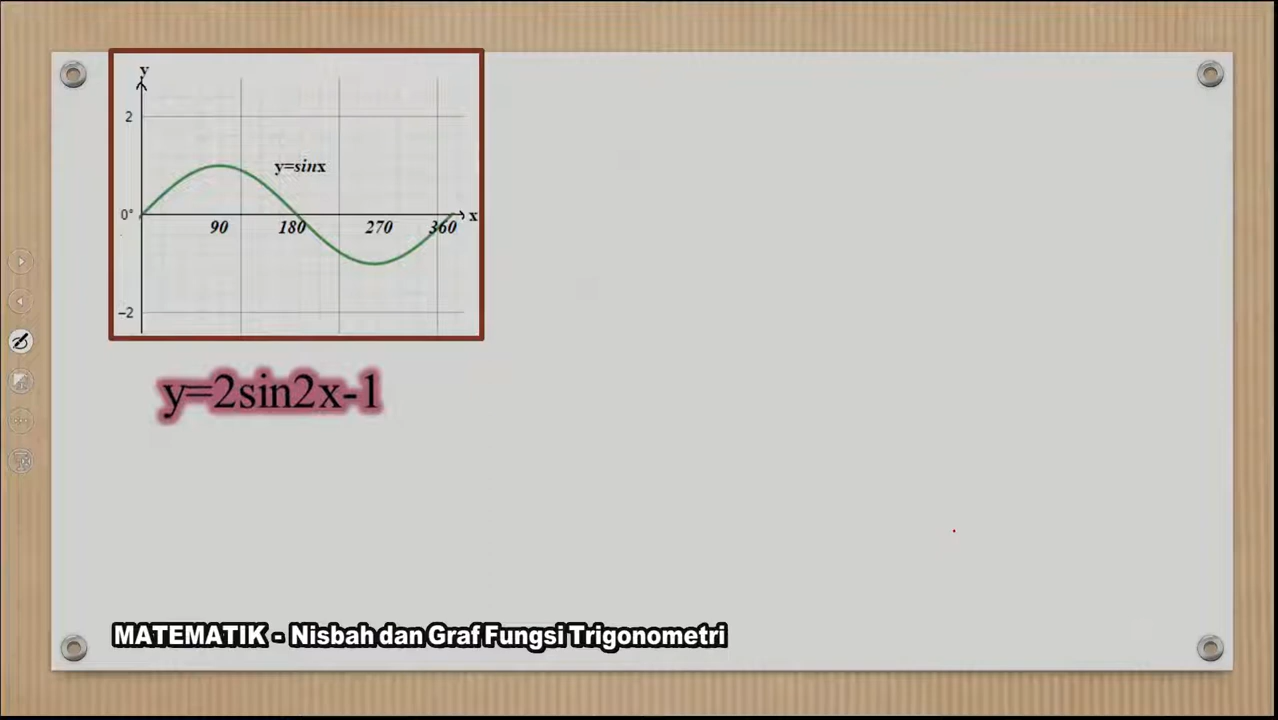 y
2
y=sinx
0°
x
90 180 270 360
−2
y=2sin2x-1
MATEMATIK - Nisbah dan Graf Fungsi Trigonometri